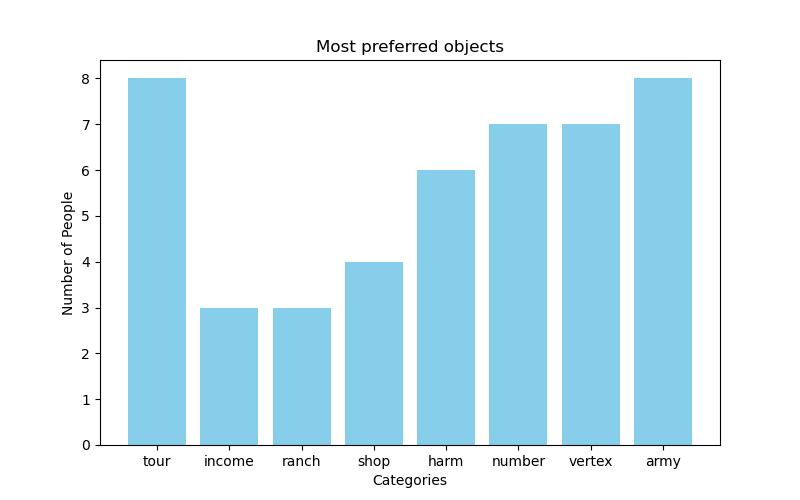 Most preferred objects
Number of People
8
7
6
5
4
3
2
1
0
tour income ranch shop harm number vertex army
Categories